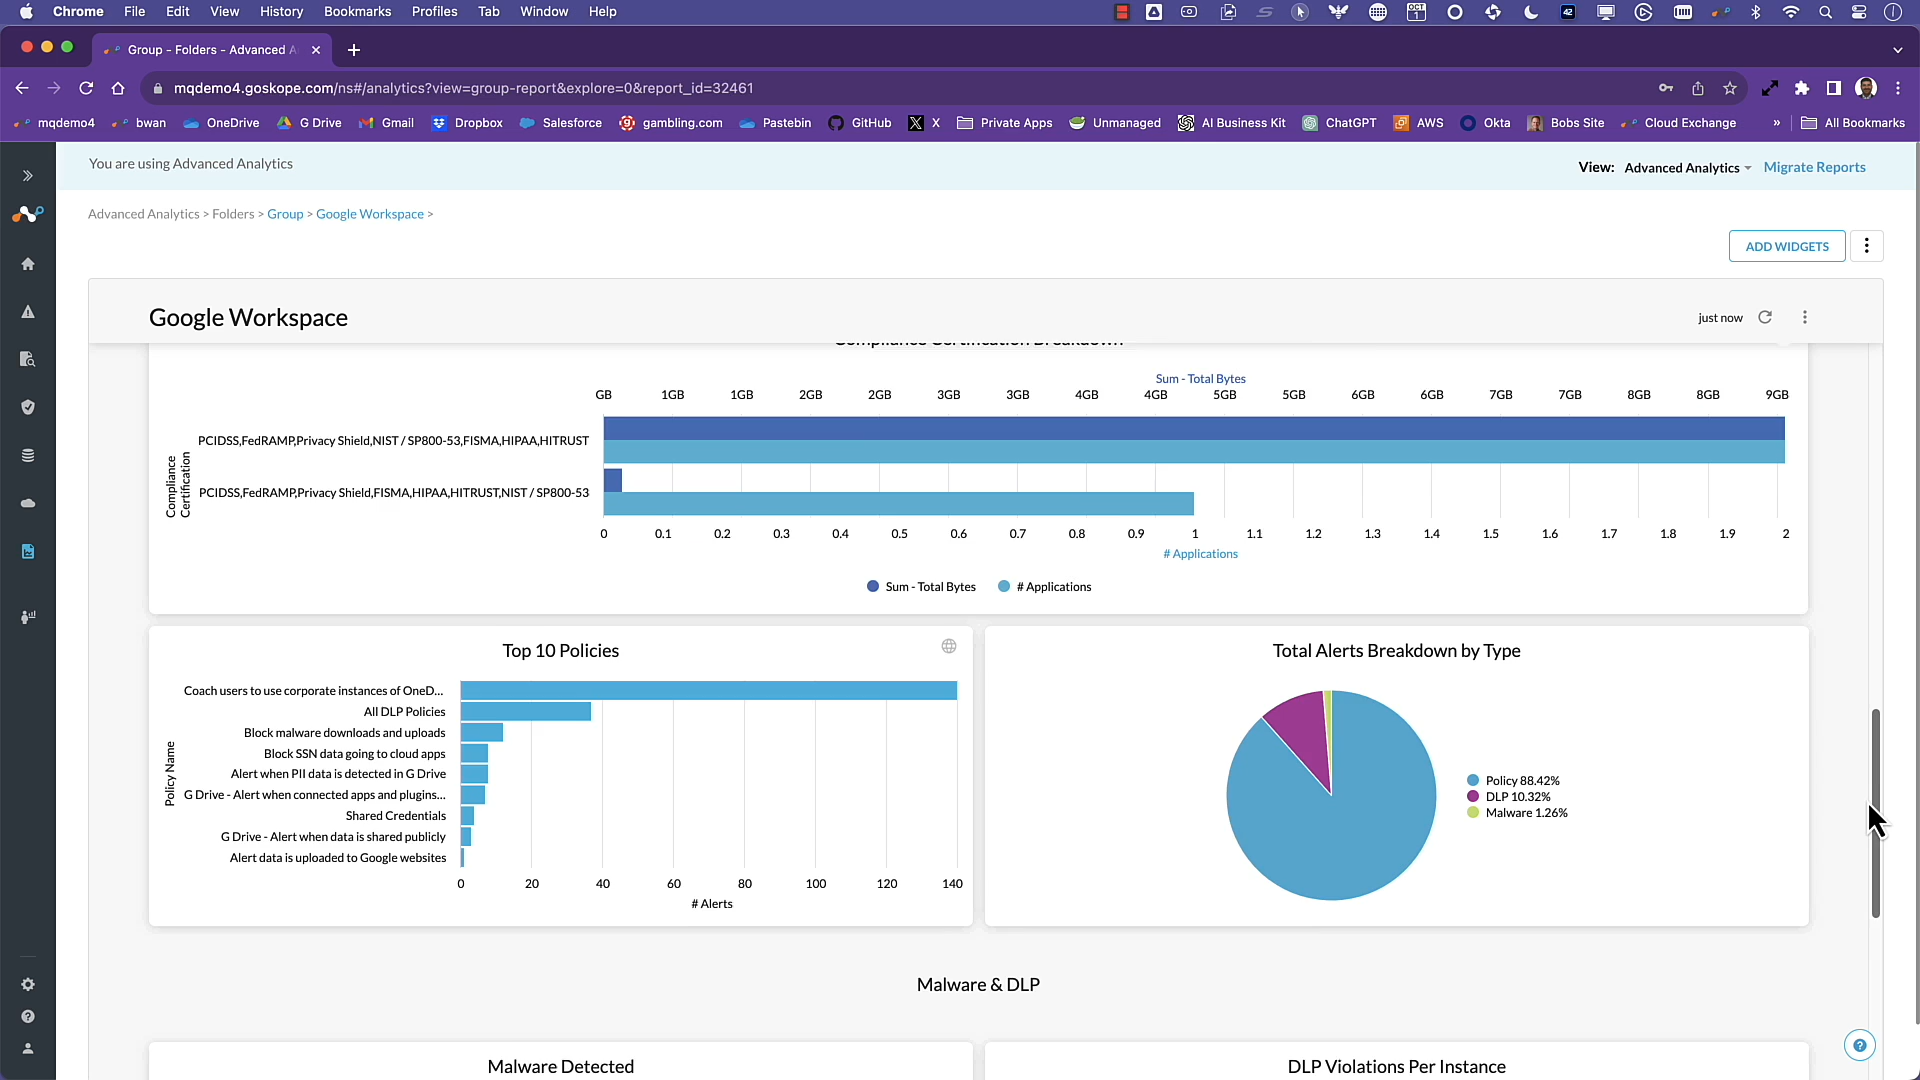 Chrome File Edit View History Bookmarks Profiles Tab Window Help
OCT 1
42
Group - Folders - Advanced A
mqdemo4.goskope.com/ns#/analytics?view=group-report&explore=0&report_id=32461
mqdemo4 bwan OneDrive G Drive Gmail Dropbox Salesforce gambling.com Pastebin GitHub X Private Apps Unmanaged AI Business Kit ChatGPT AWS Okta Bobs Site Cloud Exchange » All Bookmarks
You are using Advanced Analytics
View: Advanced Analytics Migrate Reports
Advanced Analytics > Folders > Group > Google Workspace >
ADD WIDGETS
Google Workspace
just now
Compliance Certification Breakdown
Sum - Total Bytes
GB 1GB 1GB 2GB 2GB 3GB 3GB 4GB 4GB 5GB 5GB 6GB 6GB 7GB 7GB 8GB 8GB 9GB
Compliance
Certification
PCIDSS,FedRAMP,Privacy Shield,NIST / SP800-53,FISMA,HIPAA,HITRUST
PCIDSS,FedRAMP,Privacy Shield,FISMA,HIPAA,HITRUST,NIST / SP800-53
0 0.1 0.2 0.3 0.4 0.5 0.6 0.7 0.8 0.9 1 1.1 1.2 1.3 1.4 1.5 1.6 1.7 1.8 1.9 2
# Applications
Sum - Total Bytes # Applications
Top 10 Policies
Policy Name
Coach users to use corporate instances of OneD...
All DLP Policies
Block malware downloads and uploads
Block SSN data going to cloud apps
Alert when PII data is detected in G Drive
G Drive - Alert when connected apps and plugins...
Shared Credentials
G Drive - Alert when data is shared publicly
Alert data is uploaded to Google websites
0 20 40 60 80 100 120 140
# Alerts
Total Alerts Breakdown by Type
Policy 88.42%
DLP 10.32%
Malware 1.26%
Malware & DLP
Malware Detected
DLP Violations Per Instance